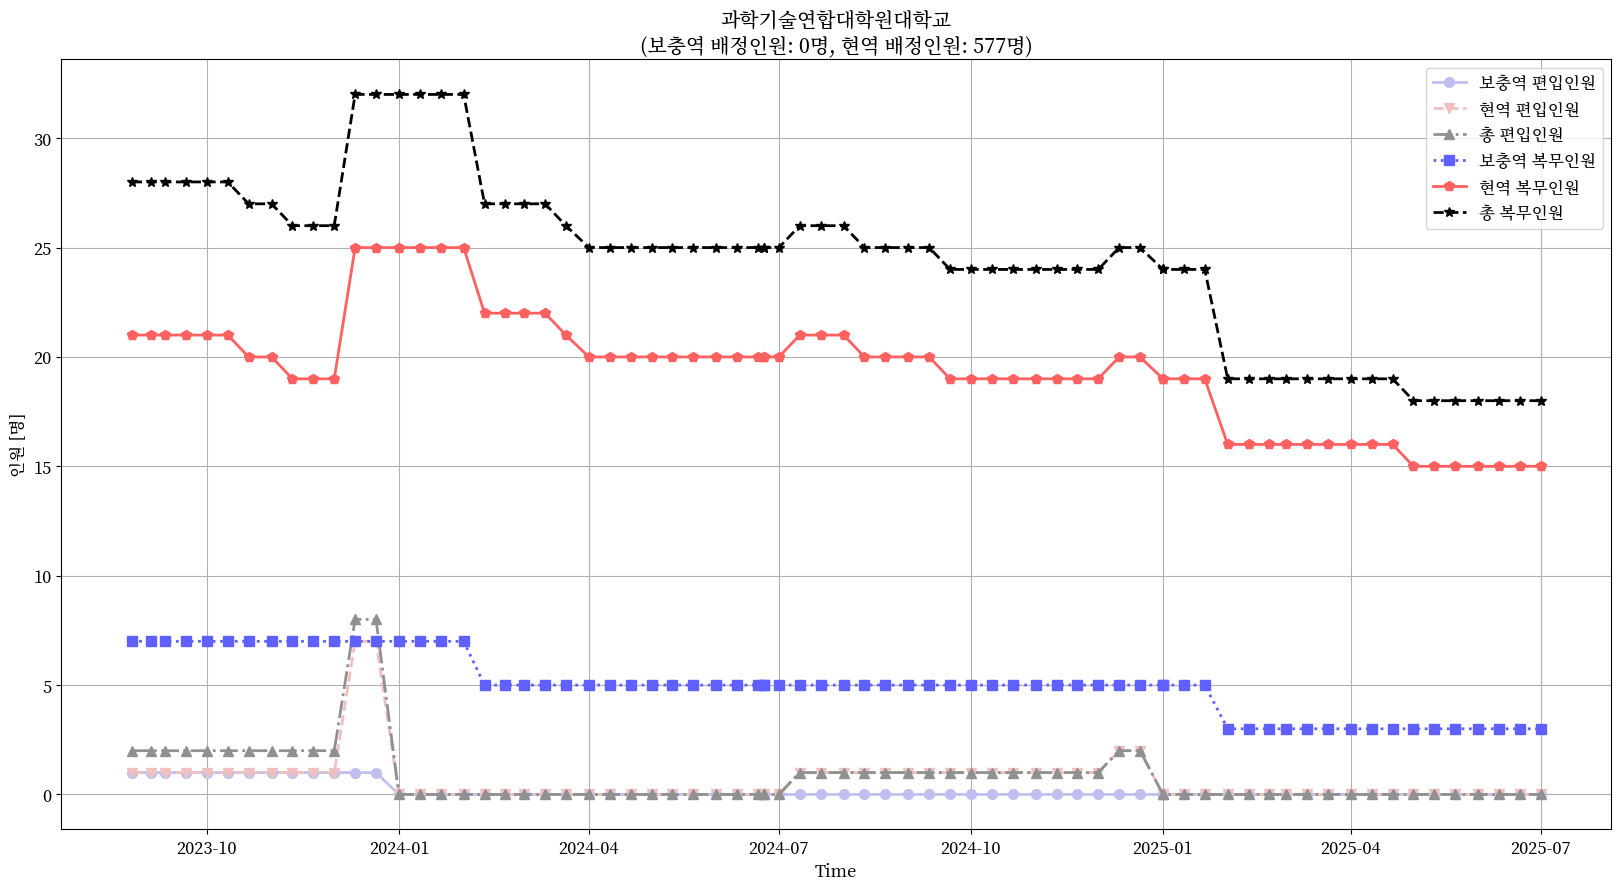 과학기술연합대학원대학교
(보충역 배정인원: 0명, 현역 배정인원: 577명)
보충역 편입인원
현역 편입인원
총 편입인원
보충역 복무인원
현역 복무인원
총 복무인원
인원 [명]
30
25
20
15
10
5
0
2023-10
2024-01
2024-04
2024-07
2024-10
2025-01
2025-04
2025-07
Time